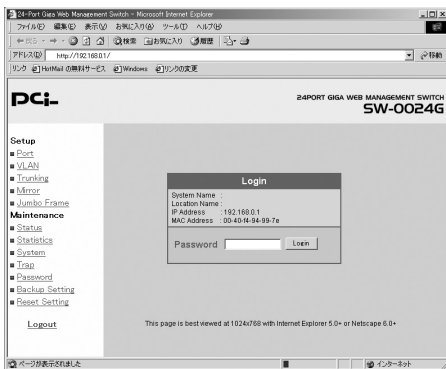 24-Port Giga Web Management Switch - Microsoft Internet Explorer
ファイル(F) 編集(E) 表示(V) お気に入り(A) ツール(T) ヘルプ(H)
戻る 検索 お気に入り 履歴
アドレス(D) http://192.168.0.1/ 移動
リンク HotMail の無料サービス Windows リンクの変更
PCi
24PORT GIGA WEB MANAGEMENT SWITCH
SW-0024G
Setup
Port
VLAN
Trunking
Mirror
Jumbo Frame
Maintenance
Status
Statistics
System
Trap
Password
Backup Setting
Reset Setting
Logout
Login
System Name :
Location Name :
IP Address : 192.168.0.1
MAC Address : 00-40-f4-94-99-7e
Password Login
This page is best viewed at 1024x768 with Internet Explorer 5.0+ or Netscape 6.0+
ページが表示されました インターネット